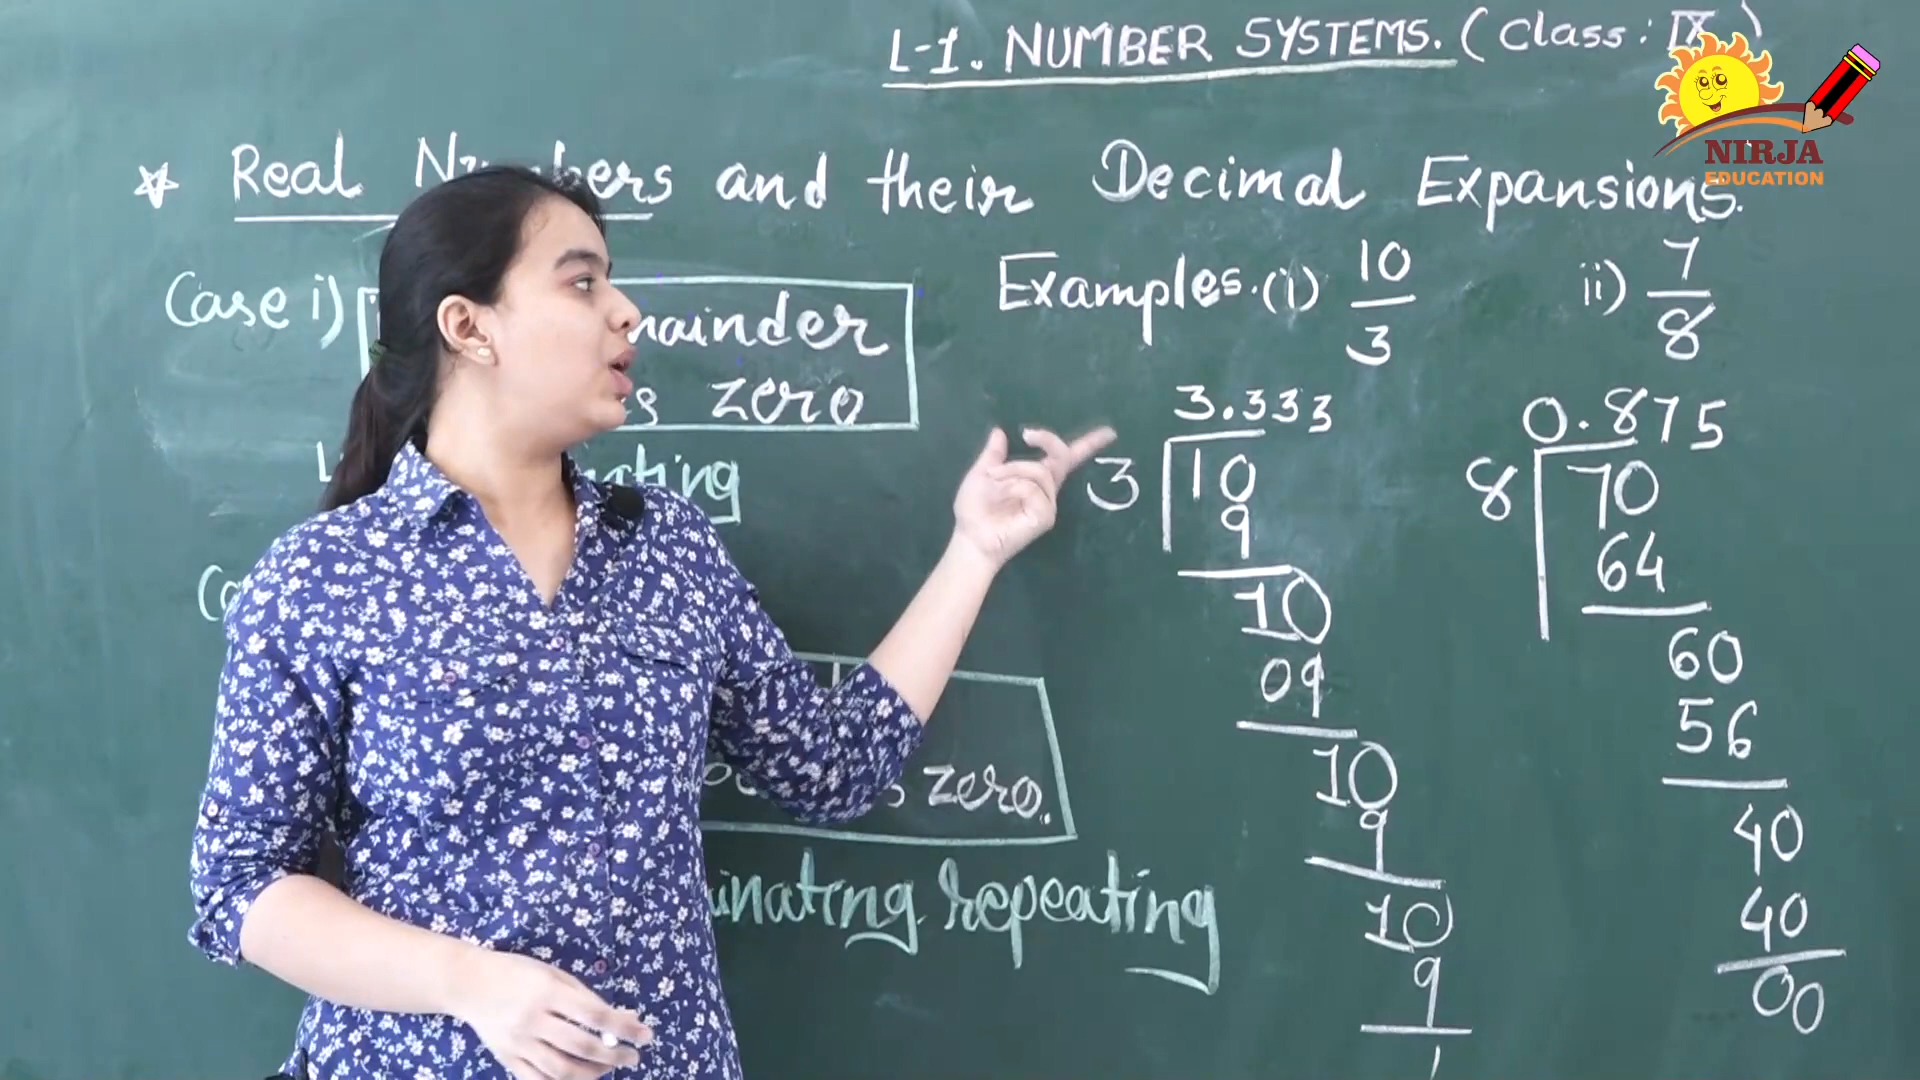 L-1. NUMBER SYSTEMS. (Class: IX)
NIRJA
EDUCATION
* Real Numbers and their Decimal Expansions.
Case i)
zero
Examples. (i) 10/3 ii) 7/8
3.333
3 10
9
10
09
10
9
10
9
1
0.875
8 70
64
60
56
40
40
00
zero.
repeating